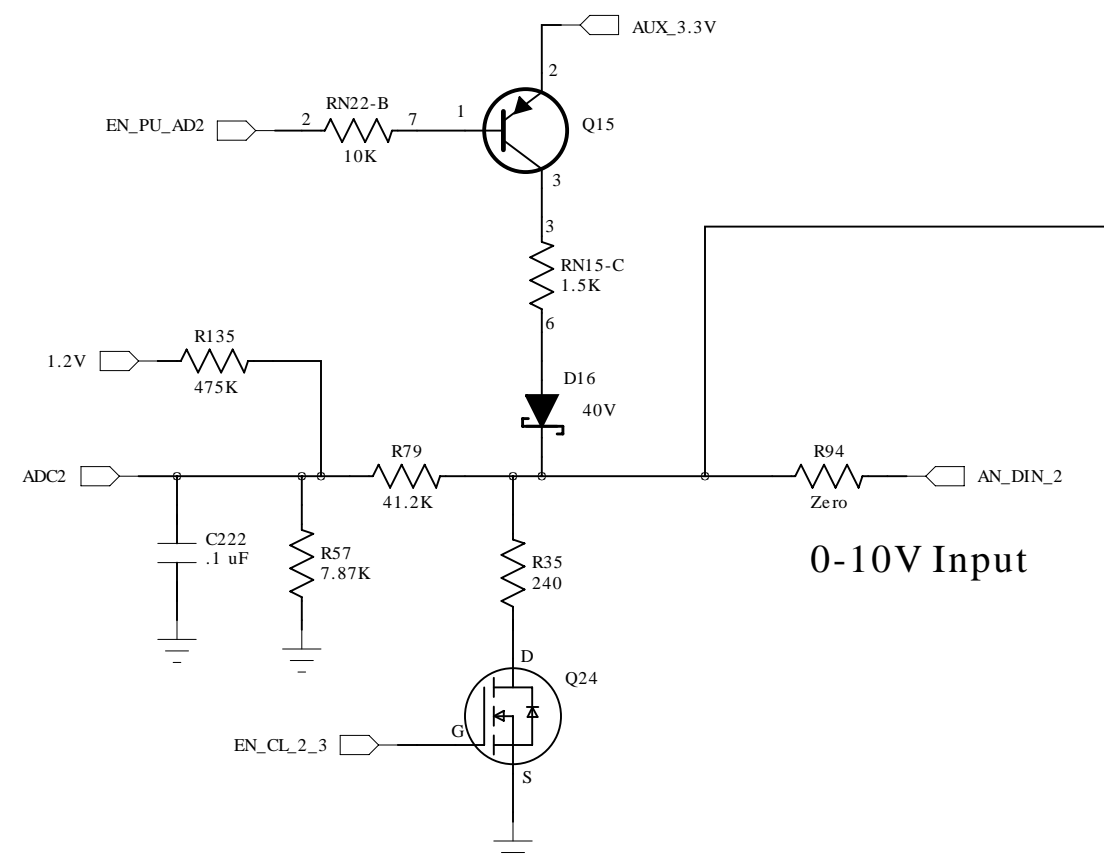 AUX_3.3V
2
RN22-B
EN_PU_AD2
2
7
1
Q15
10K
3
3
RN15-C
1.5K
6
R135
1.2V
475K
D16
40V
R79
R94
ADC2
AN_DIN_2
41.2K
Zero
C222
.1 uF
R57
7.87K
R35
240
0-10V Input
D
Q24
G
EN_CL_2_3
S